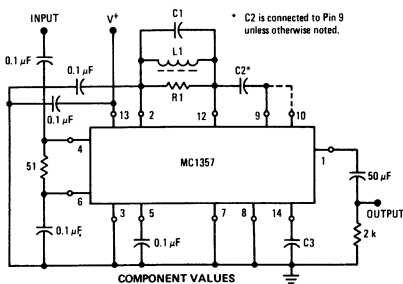 INPUT
V+
C1
* C2 is connected to Pin 9
unless otherwise noted.
L1
0.1 µF
0.1 µF
C2*
R1
0.1 µF
13
2
12
9
10
4
51
MC1357
1
6
50 µF
OUTPUT
3
5
7
8
14
0.1 µF
0.1 µF
C3
2 k
COMPONENT VALUES